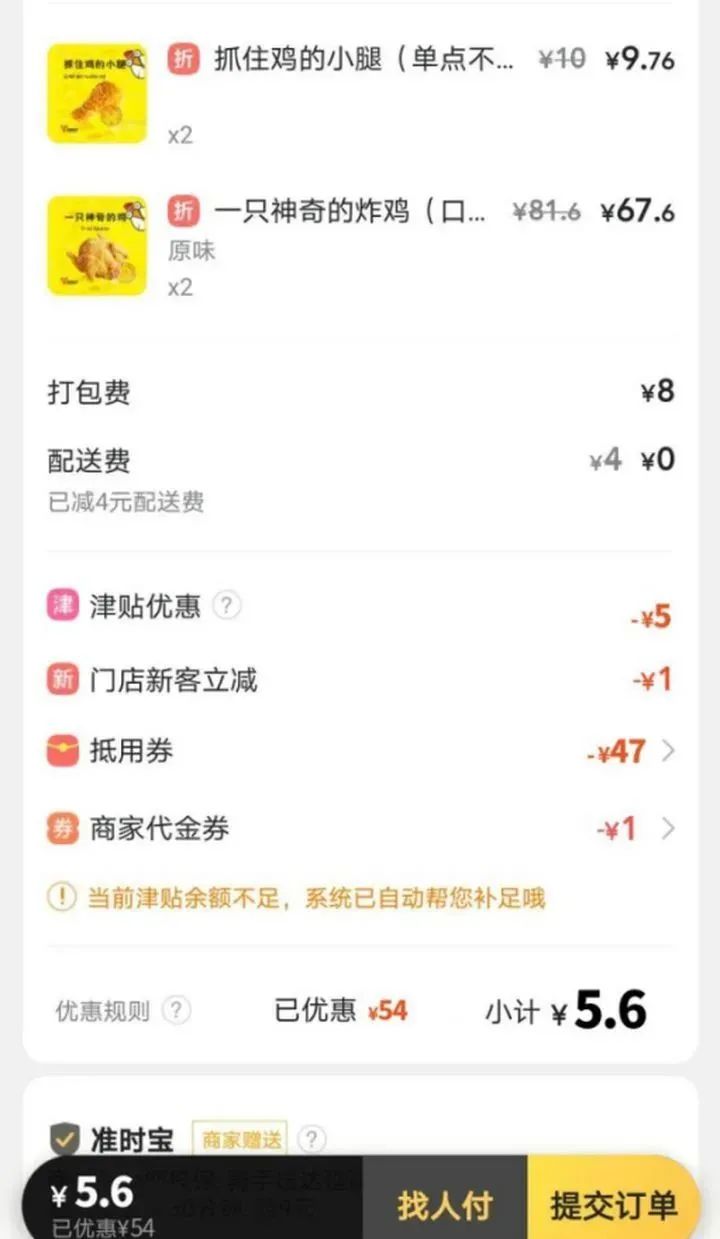 抓住鸡的小腿
折 抓住鸡的小腿（单点不... ¥10 ¥9.76
x2
一只神奇的炸鸡
折 一只神奇的炸鸡（口... ¥81.6 ¥67.6
原味
x2
打包费 ¥8
配送费 ¥4 ¥0
已减4元配送费
津 津贴优惠 ? -¥5
新 门店新客立减 -¥1
抵用券 -¥47
券 商家代金券 -¥1
! 当前津贴余额不足，系统已自动帮您补足哦
优惠规则 ? 已优惠 ¥54 小计 ¥5.6
准时宝 商家赠送 ?
¥5.6 找人付 提交订单
已优惠¥54